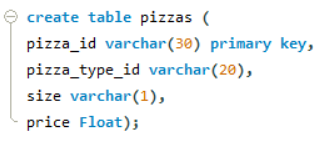 create table pizzas (
pizza_id varchar(30) primary key,
pizza_type_id varchar(20),
size varchar(1),
price Float);